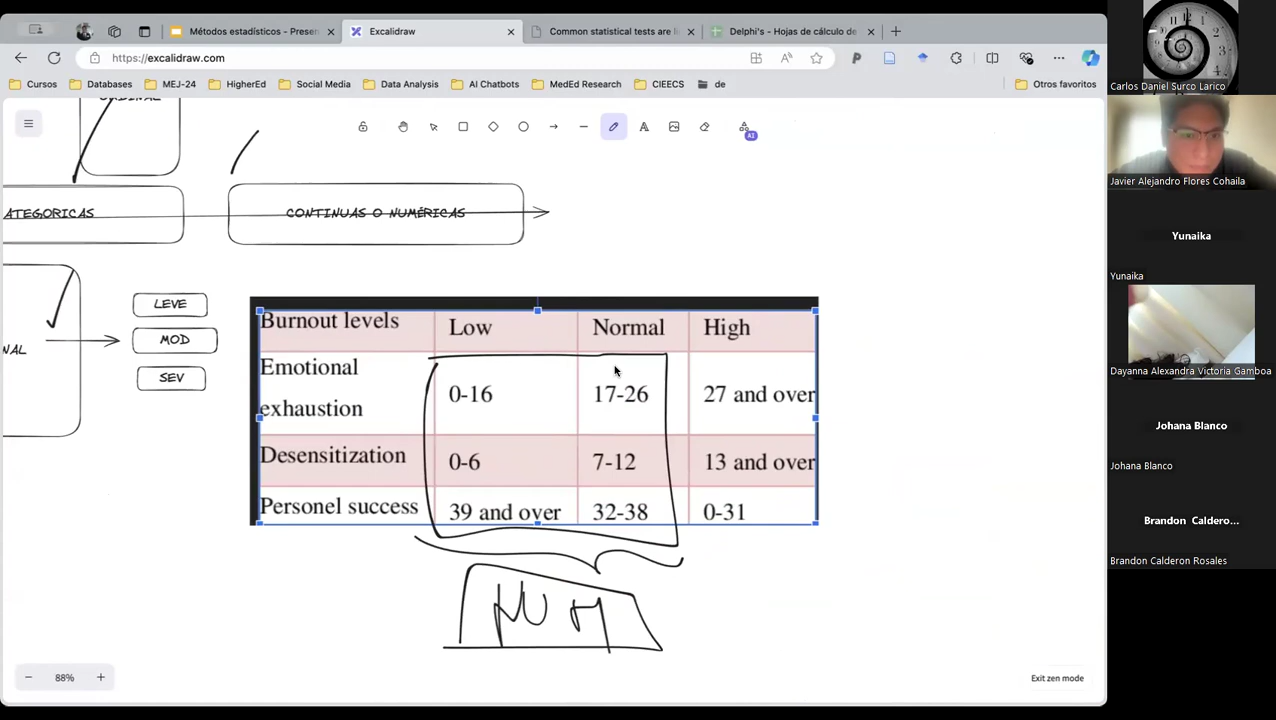 Métodos estadísticos - Presen
Excalidraw
Common statistical tests are li
Delphi's - Hojas de cálculo de
https://excalidraw.com
Cursos
Databases
MEJ-24
HigherEd
Social Media
Data Analysis
AI Chatbots
MedEd Research
CIEECS
de
Otros favoritos
AI
ORDINAL
ATEGORICAS
CONTINUAS O NUMÉRICAS
NAL
LEVE
MOD
SEV
Burnout levels Low Normal High
Emotional
exhaustion 0-16 17-26 27 and over
Desensitization 0-6 7-12 13 and over
Personel success 39 and over 32-38 0-31
NUM
88%
Exit zen mode
Carlos Daniel Surco Larico
Javier Alejandro Flores Cohaila
Yunaika
Yunaika
Dayanna Alexandra Victoria Gamboa
Johana Blanco
Johana Blanco
Brandon Caldero...
Brandon Calderon Rosales